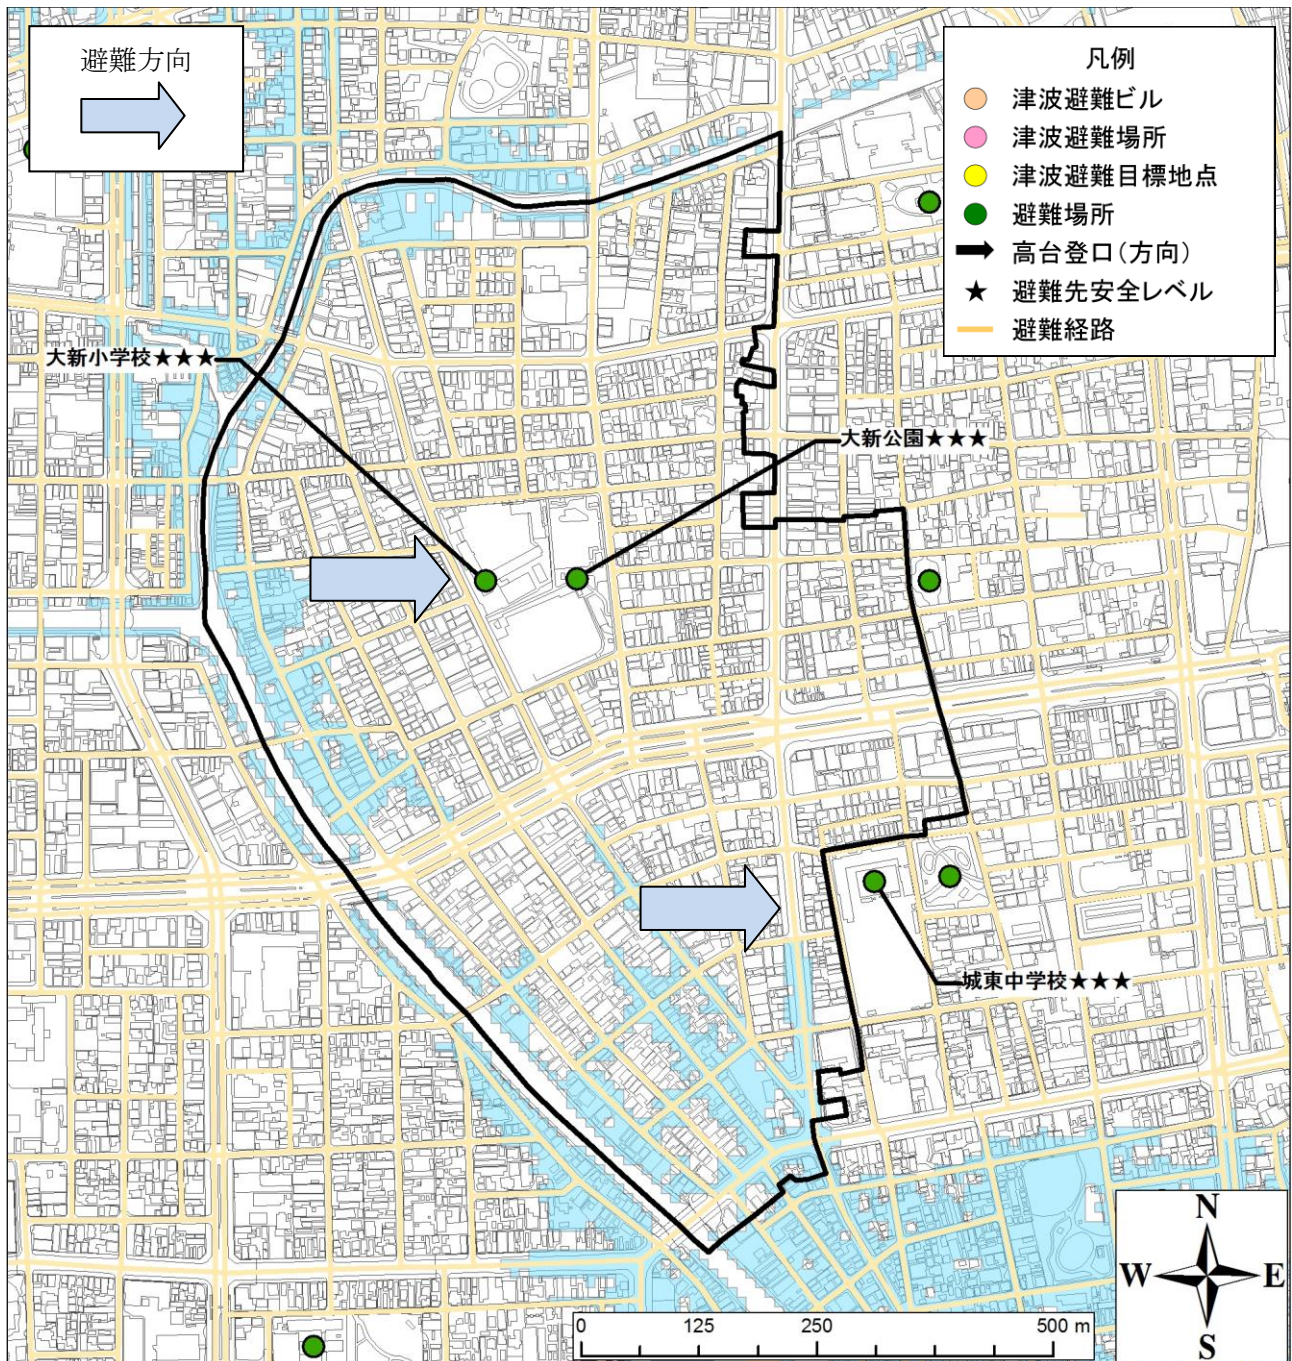 避難方向
凡例
津波避難ビル
津波避難場所
津波避難目標地点
避難場所
高台登口(方向)
★ 避難先安全レベル
避難経路
大新小学校★★★
大新公園★★★
城東中学校★★★
N
W E
S
0 125 250 500 m